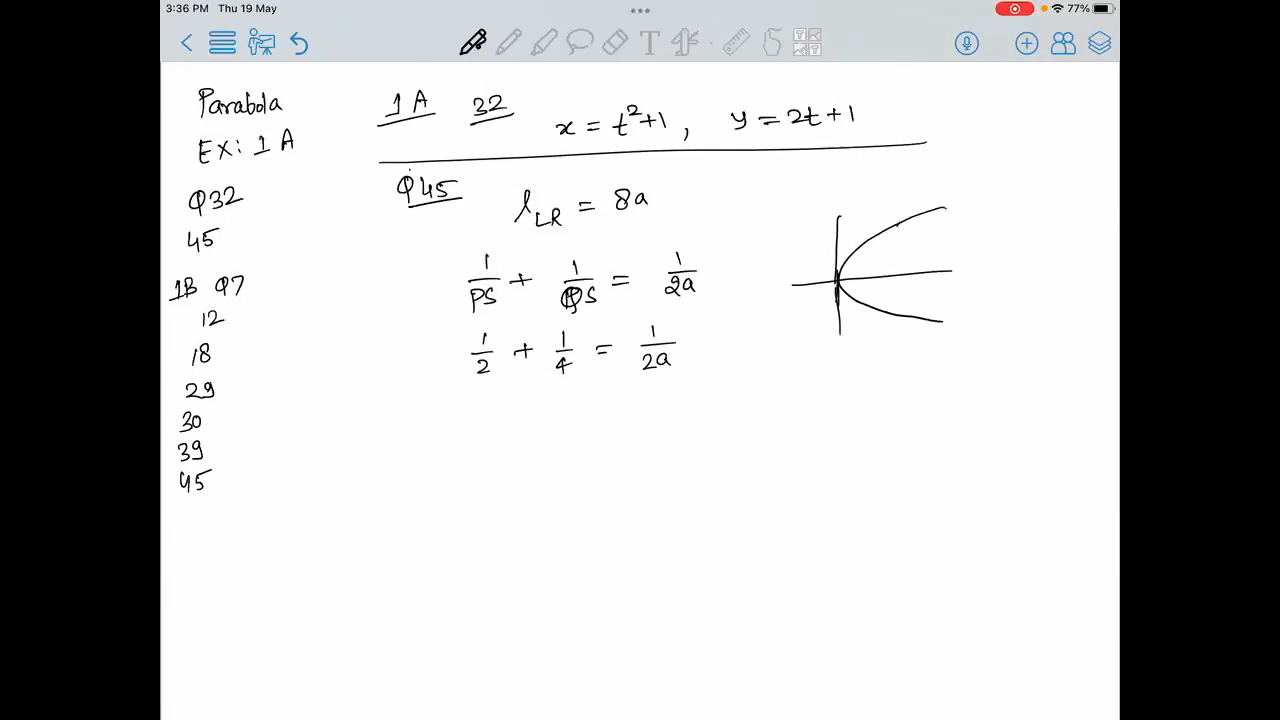 3:36 PM Thu 19 May
77%
Parabola
EX: 1 A
Q32
45
1B Q7
12
18
29
30
39
45
1 A 32
x = t²+1, y = 2t+1
Q45
l_LR = 8a
1/PS + 1/QS = 1/2a
1/2 + 1/4 = 1/2a